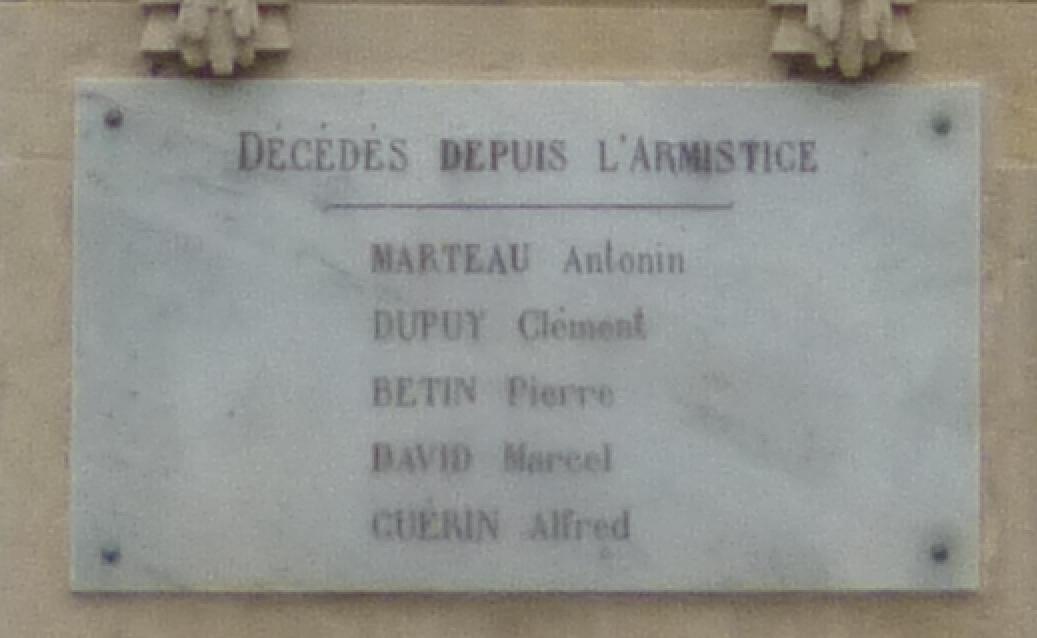 DÉCÉDÉS DEPUIS L'ARMISTICE
MARTEAU Antonin
DUPUY Clément
BETIN Pierre
DAVID Marcel
GUÉRIN Alfred